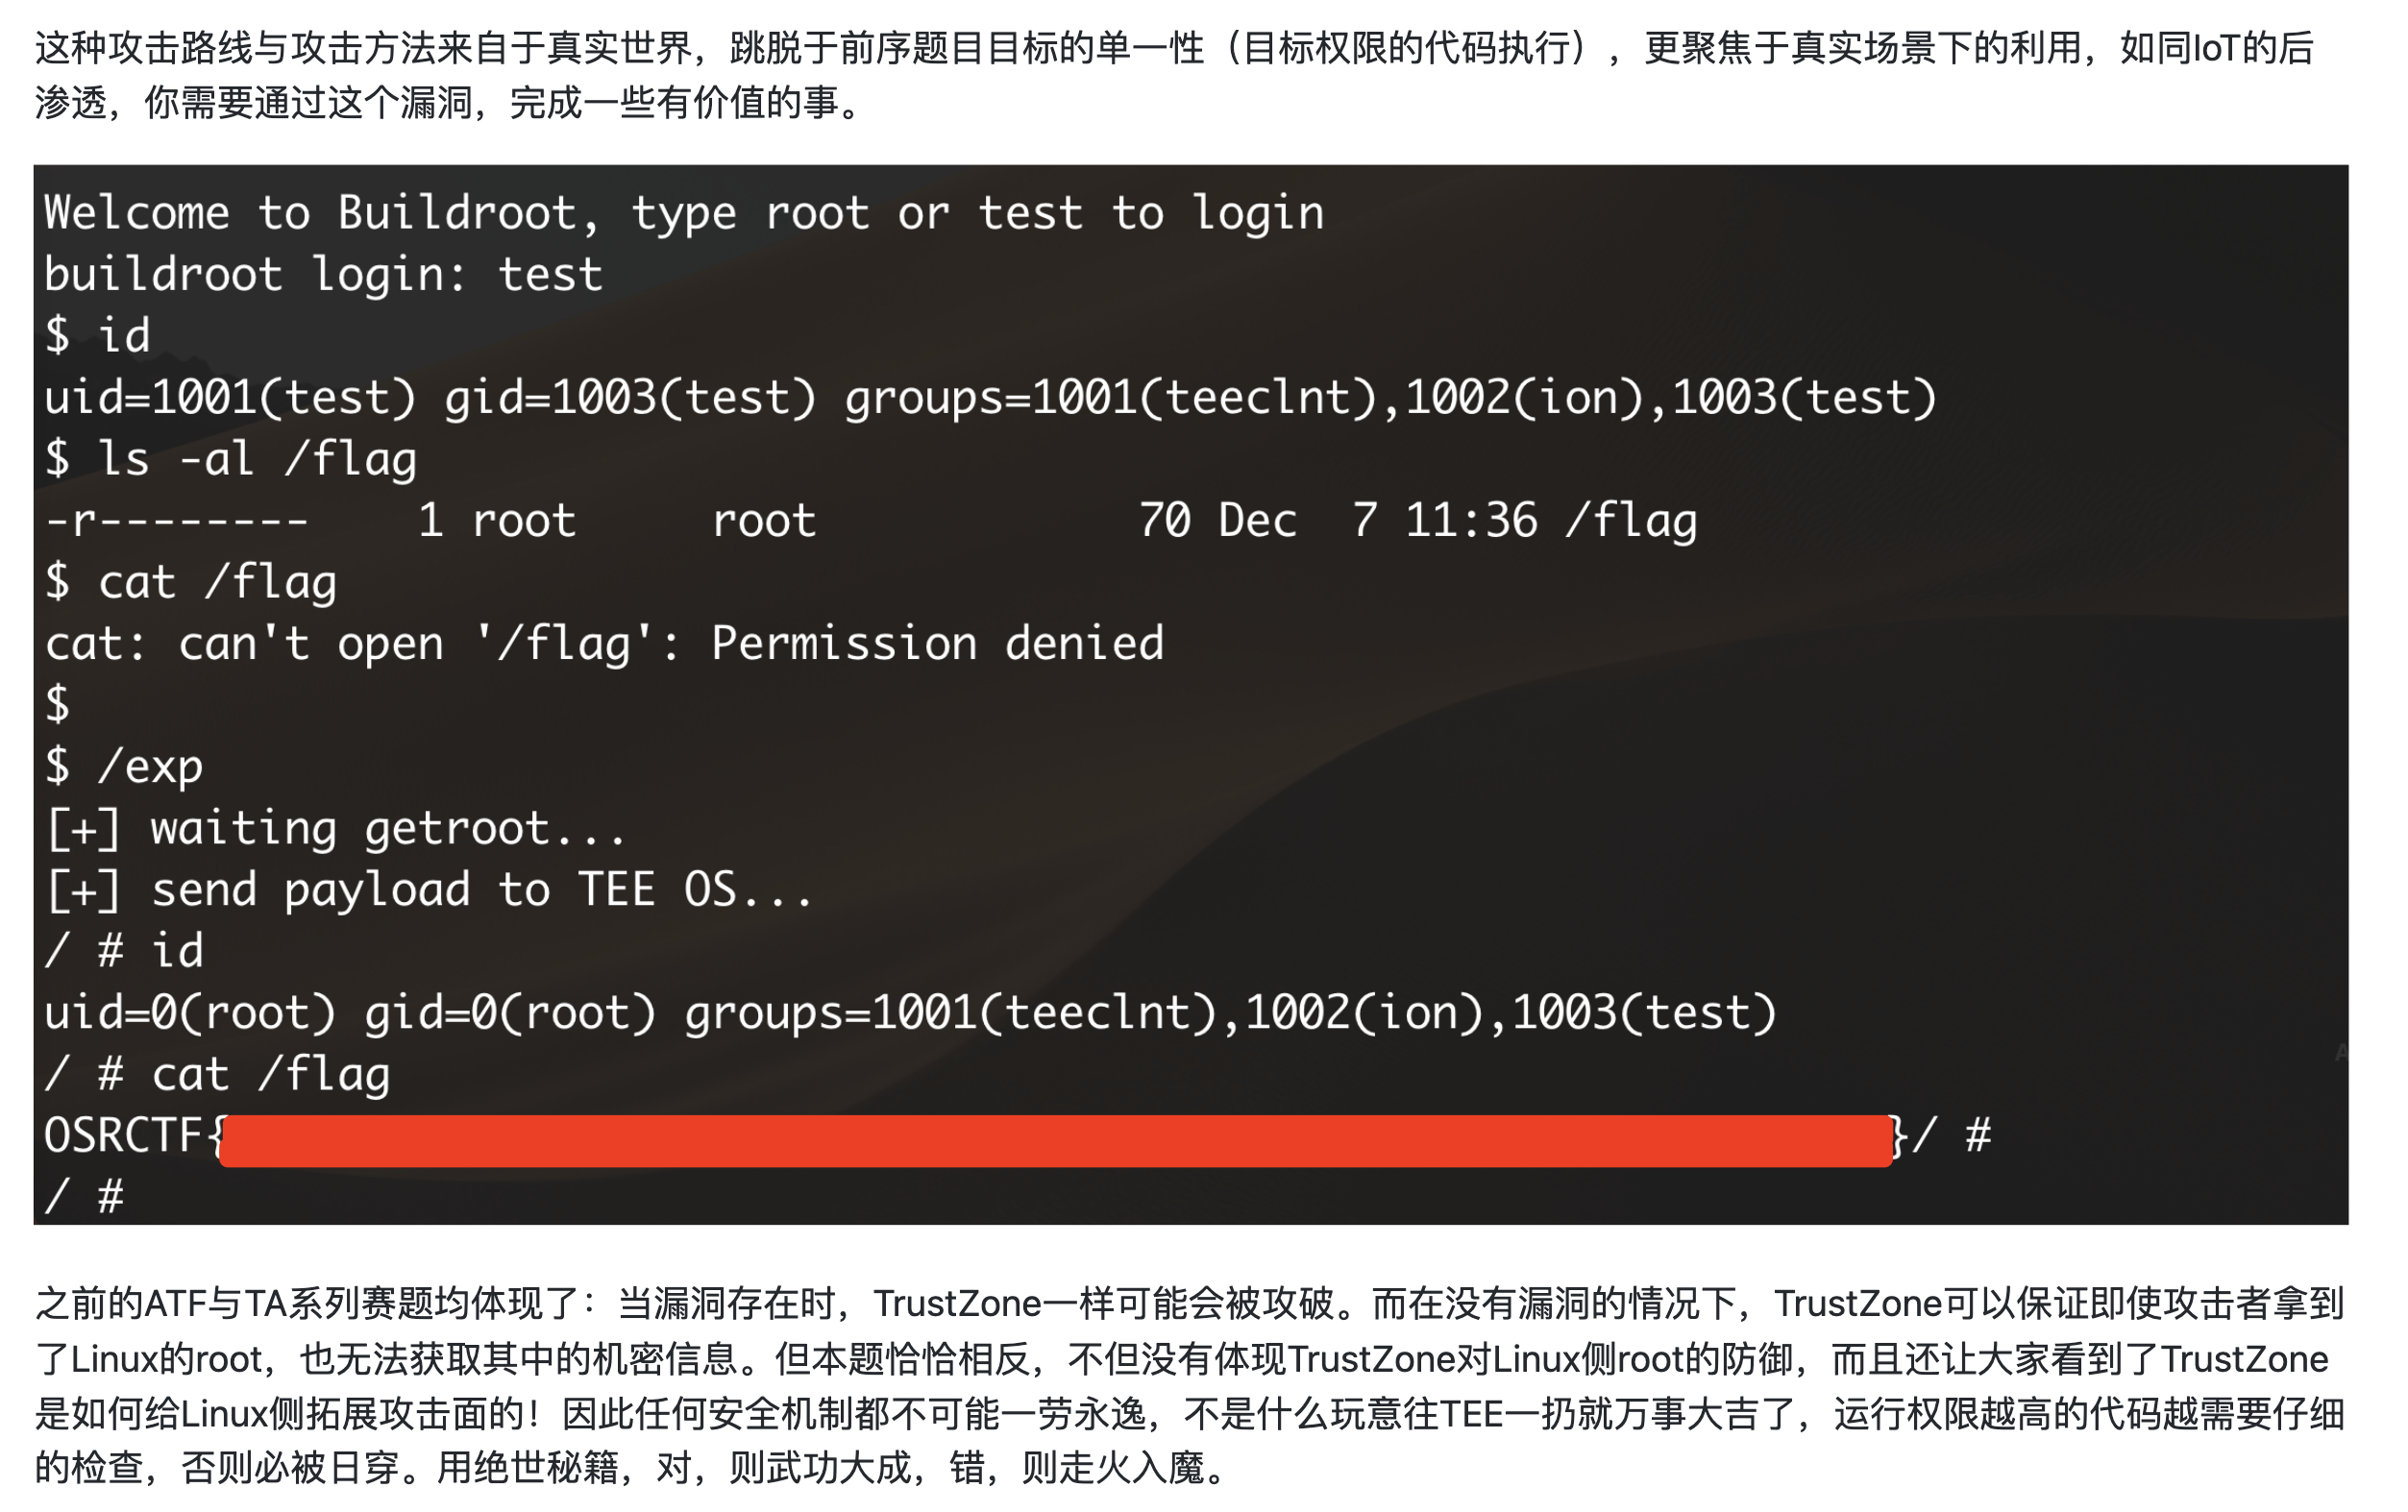 这种攻击路线与攻击方法来自于真实世界，跳脱于前序题目目标的单一性（目标权限的代码执行），更聚焦于真实场景下的利用，如同IoT的后
渗透，你需要通过这个漏洞，完成一些有价值的事。
Welcome to Buildroot, type root or test to login
buildroot login: test
$ id
uid=1001(test) gid=1003(test) groups=1001(teeclnt),1002(ion),1003(test)
$ ls -al /flag
-r--------    1 root     root            70 Dec  7 11:36 /flag
$ cat /flag
cat: can't open '/flag': Permission denied
$
$ /exp
[+] waiting getroot...
[+] send payload to TEE OS...
/ # id
uid=0(root) gid=0(root) groups=1001(teeclnt),1002(ion),1003(test)
/ # cat /flag
OSRCTF{ }/ #
/ #
之前的ATF与TA系列赛题均体现了：当漏洞存在时，TrustZone一样可能会被攻破。而在没有漏洞的情况下，TrustZone可以保证即使攻击者拿到
了Linux的root，也无法获取其中的机密信息。但本题恰恰相反，不但没有体现TrustZone对Linux侧root的防御，而且还让大家看到了TrustZone
是如何给Linux侧拓展攻击面的！因此任何安全机制都不可能一劳永逸，不是什么玩意往TEE一扔就万事大吉了，运行权限越高的代码越需要仔细
的检查，否则必被日穿。用绝世秘籍，对，则武功大成，错，则走火入魔。